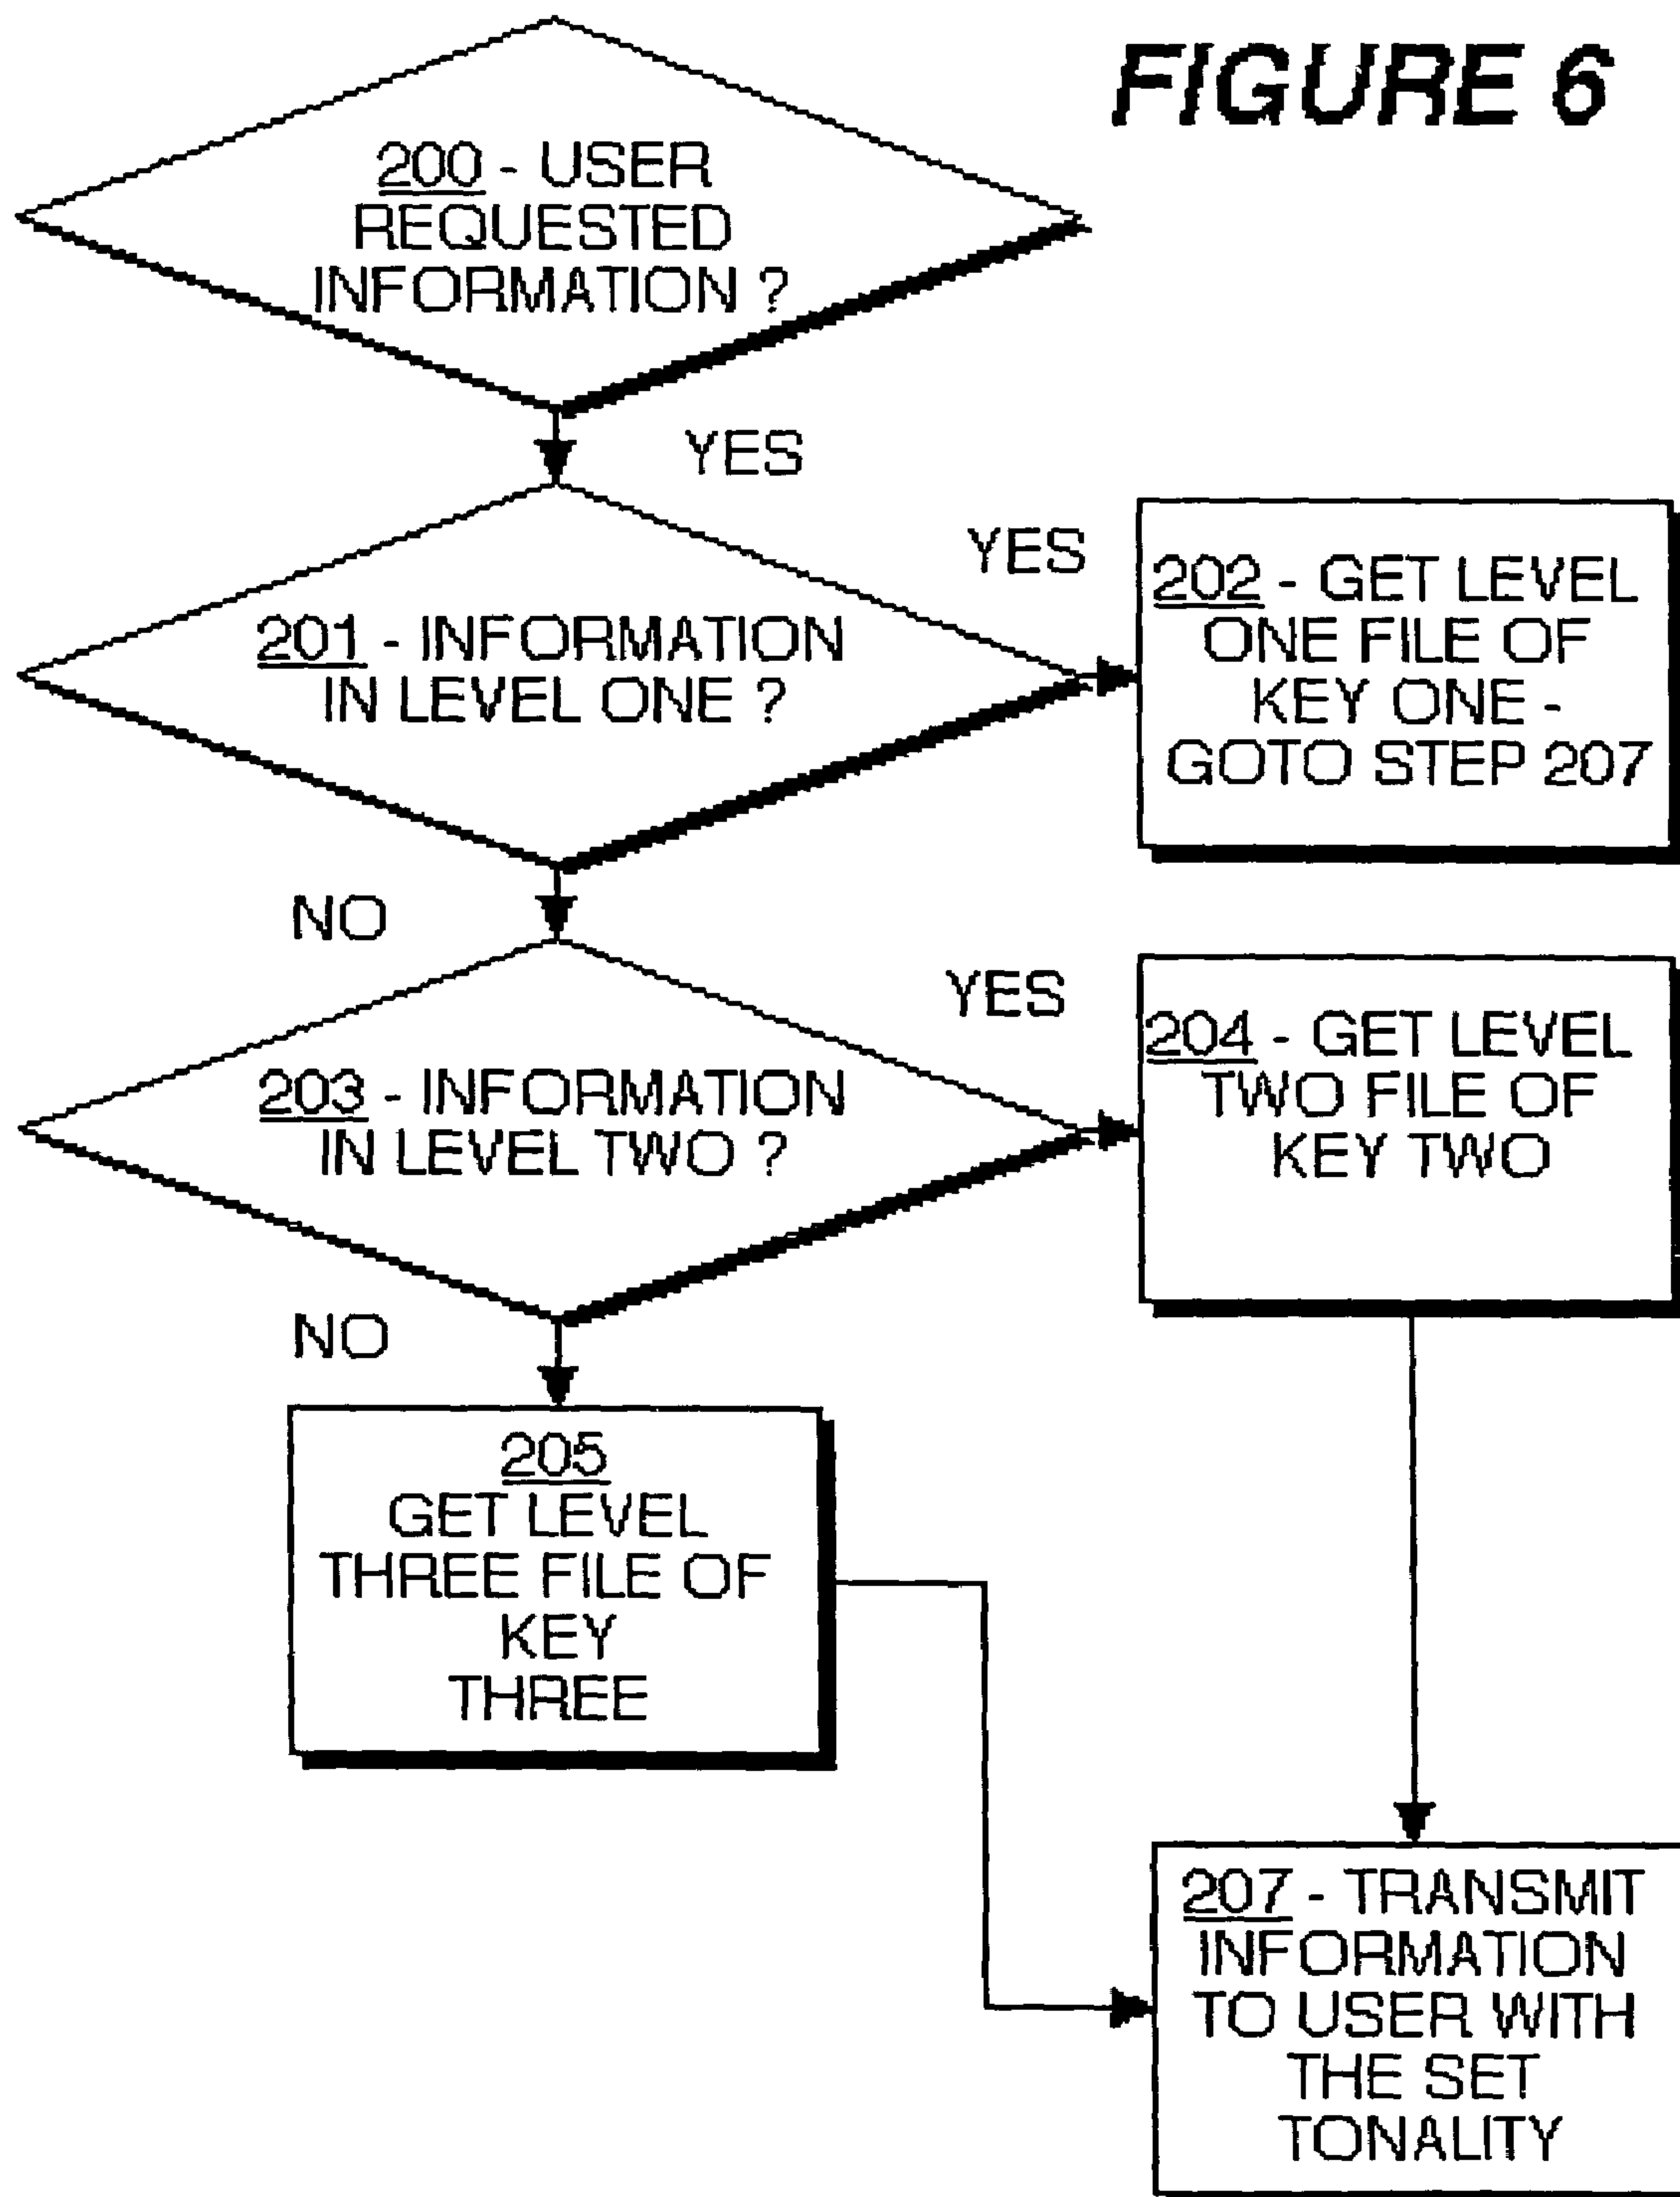 FIGURE 6
200 - USER
REQUESTED
INFORMATION ?
YES
201 - INFORMATION
IN LEVEL ONE ?
YES
202 - GET LEVEL
ONE FILE OF
KEY ONE -
GOTO STEP 207
NO
203 - INFORMATION
IN LEVEL TWO ?
YES
204 - GET LEVEL
TWO FILE OF
KEY TWO
NO
205
GET LEVEL
THREE FILE OF
KEY
THREE
207 - TRANSMIT
INFORMATION
TO USER WITH
THE SET
TONALITY